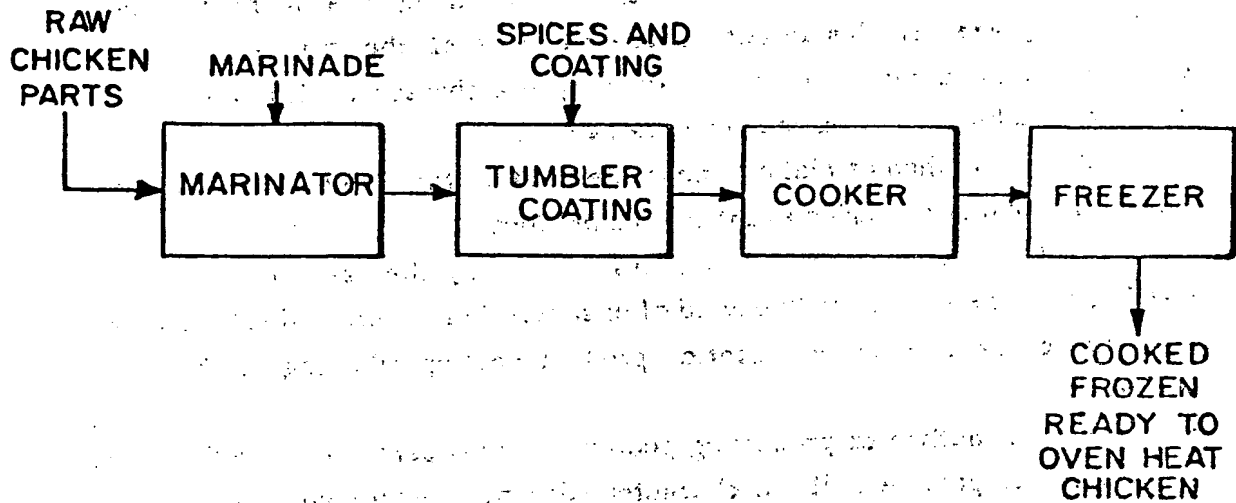 RAW
CHICKEN
PARTS
MARINADE
SPICES AND
COATING
MARINATOR
TUMBLER
COATING
COOKER
FREEZER
COOKED
FROZEN
READY TO
OVEN HEAT
CHICKEN